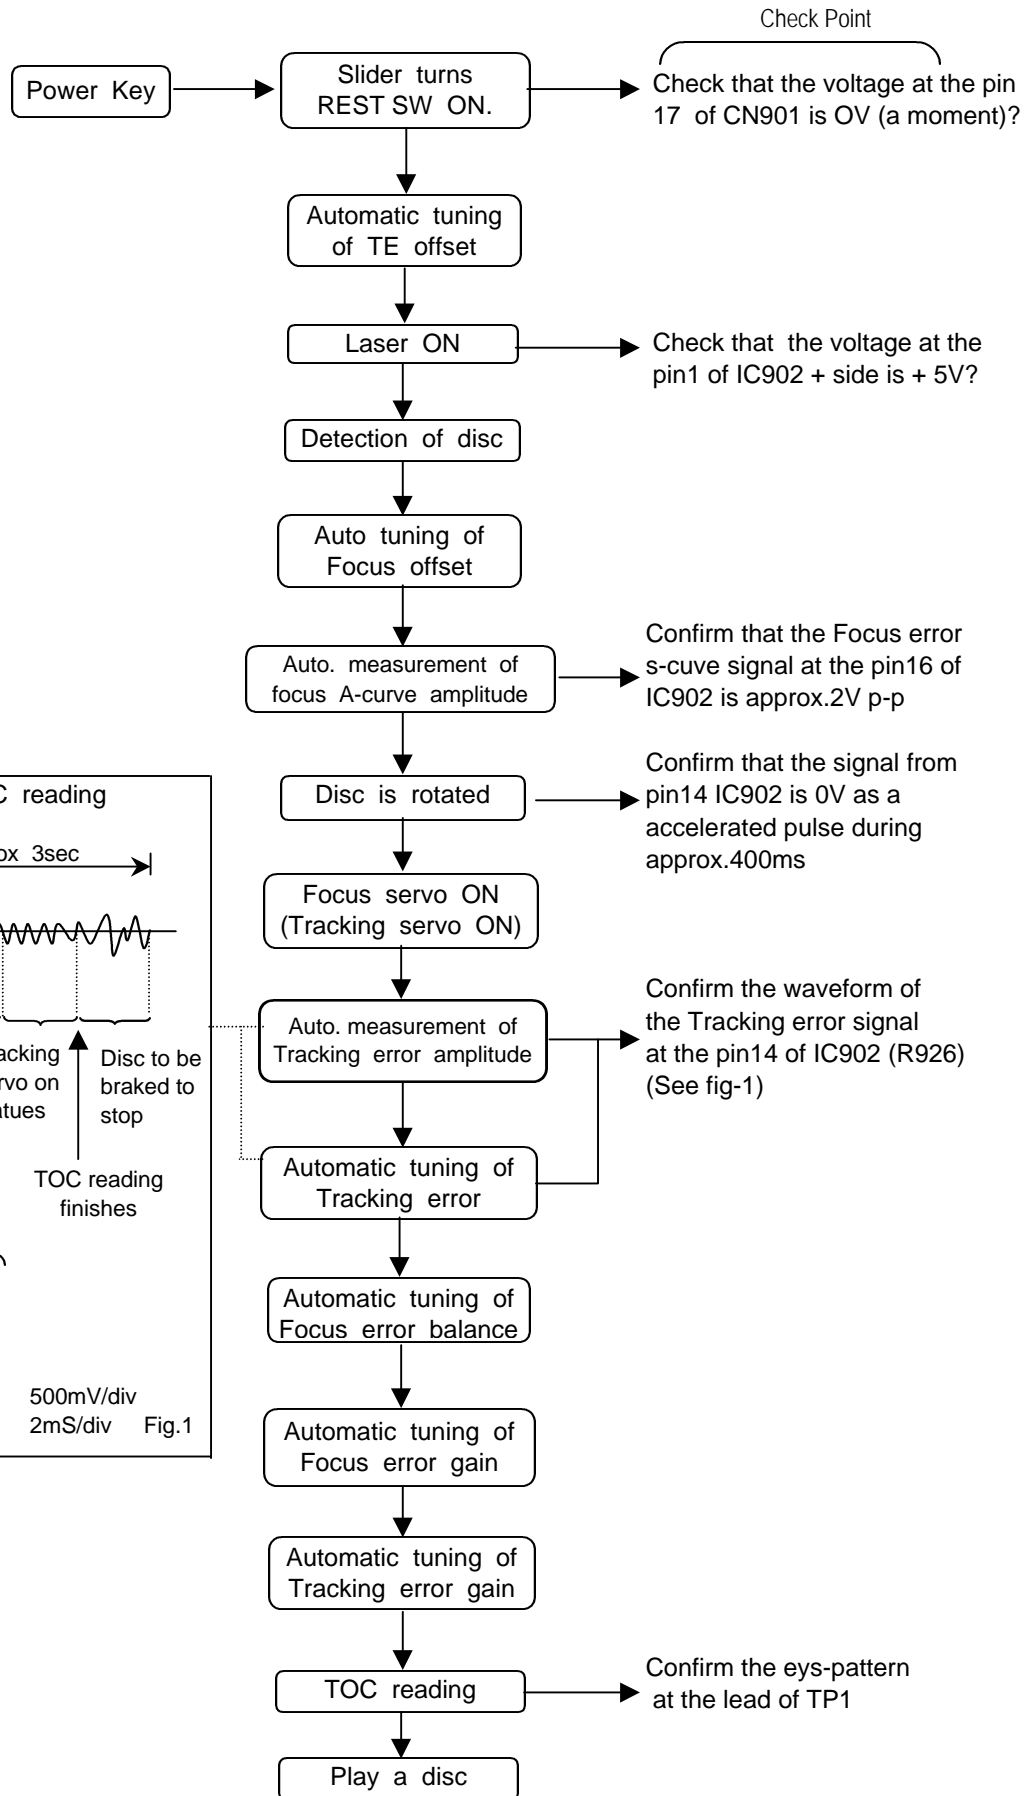 Check Point
Power Key
Slider turns
REST SW ON.
Check that the voltage at the pin
17 of CN901 is OV (a moment)?
Automatic tuning
of TE offset
Laser ON
Check that the voltage at the
pin1 of IC902 + side is + 5V?
Detection of disc
Auto tuning of
Focus offset
Auto. measurement of
focus A-curve amplitude
Confirm that the Focus error
s-cuve signal at the pin16 of
IC902 is approx.2V p-p
Disc is rotated
Confirm that the signal from
pin14 IC902 is 0V as a
accelerated pulse during
approx.400ms
Focus servo ON
(Tracking servo ON)
Auto. measurement of
Tracking error amplitude
Confirm the waveform of
the Tracking error signal
at the pin14 of IC902 (R926)
(See fig-1)
Automatic tuning of
Tracking error
Automatic tuning of
Focus error balance
Automatic tuning of
Focus error gain
Automatic tuning of
Tracking error gain
TOC reading
Confirm the eys-pattern
at the lead of TP1
Play a disc
C reading
ox 3sec
acking
rvo on
atues
Disc to be
braked to
stop
TOC reading
finishes
500mV/div
2mS/div Fig.1